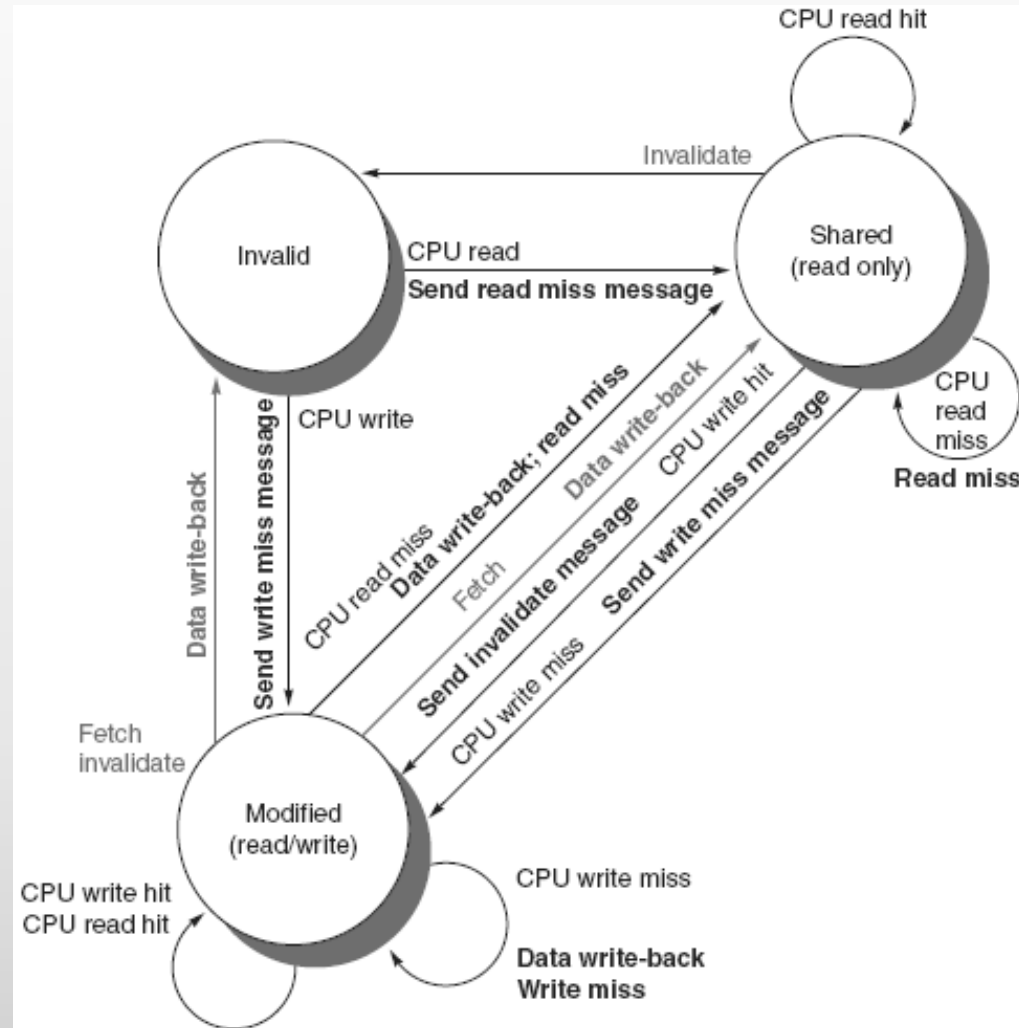 CPU read hit
Invalidate
Invalid
CPU read
Send read miss message
Shared
(read only)
CPU
read
miss
Read miss
CPU write
Send write miss message
Data write-back
Fetch
invalidate
CPU read miss
Data write-back; read miss
Fetch
Data write-back
Send invalidate message
CPU write hit
CPU write miss
Send write miss message
Modified
(read/write)
CPU write hit
CPU read hit
CPU write miss
Data write-back
Write miss